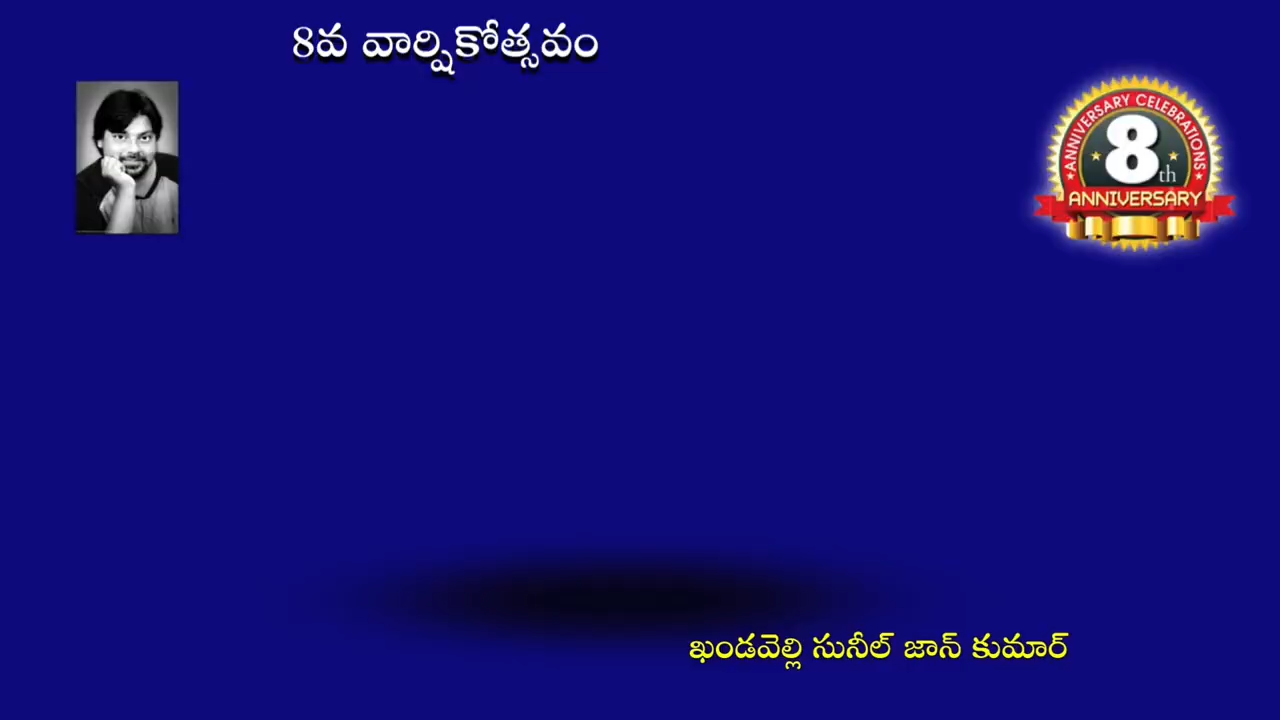 8వ వార్షికోత్సవం
ANNIVERSARY CELEBRATIONS
8th
ANNIVERSARY
ఖండవెల్లి సునీల్ జాన్ కుమార్